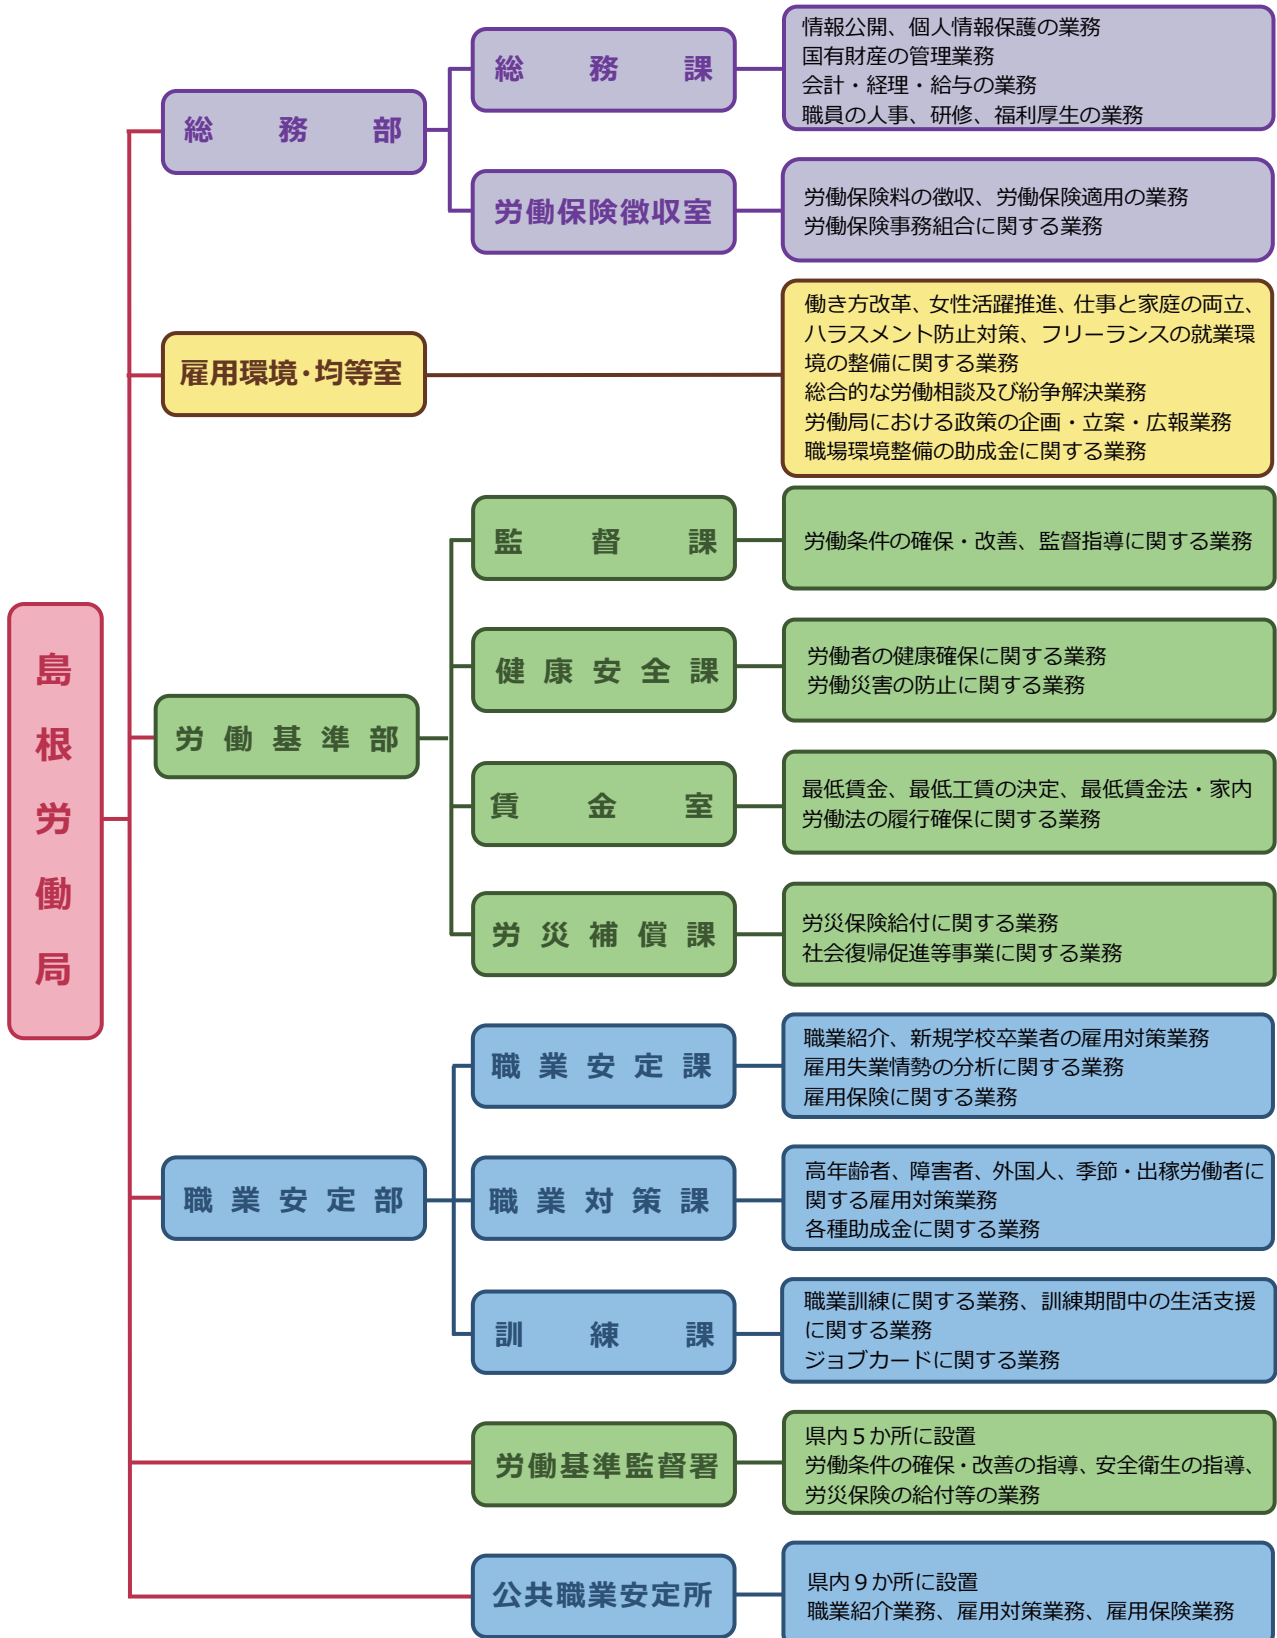 島根労働局
総務部
総務課
情報公開、個人情報保護の業務
国有財産の管理業務
会計・経理・給与の業務
職員の人事、研修、福利厚生の業務
労働保険徴収室
労働保険料の徴収、労働保険適用の業務
労働保険事務組合に関する業務
雇用環境・均等室
働き方改革、女性活躍推進、仕事と家庭の両立、
ハラスメント防止対策、フリーランスの就業環
境の整備に関する業務
総合的な労働相談及び紛争解決業務
労働局における政策の企画・立案・広報業務
職場環境整備の助成金に関する業務
労働基準部
監督課
労働条件の確保・改善、監督指導に関する業務
健康安全課
労働者の健康確保に関する業務
労働災害の防止に関する業務
賃金室
最低賃金、最低工賃の決定、最低賃金法・家内
労働法の履行確保に関する業務
労災補償課
労災保険給付に関する業務
社会復帰促進等事業に関する業務
職業安定部
職業安定課
職業紹介、新規学校卒業者の雇用対策業務
雇用失業情勢の分析に関する業務
雇用保険に関する業務
職業対策課
高年齢者、障害者、外国人、季節・出稼労働者に
関する雇用対策業務
各種助成金に関する業務
訓練課
職業訓練に関する業務、訓練期間中の生活支援
に関する業務
ジョブカードに関する業務
労働基準監督署
県内５か所に設置
労働条件の確保・改善の指導、安全衛生の指導、
労災保険の給付等の業務
公共職業安定所
県内９か所に設置
職業紹介業務、雇用対策業務、雇用保険業務